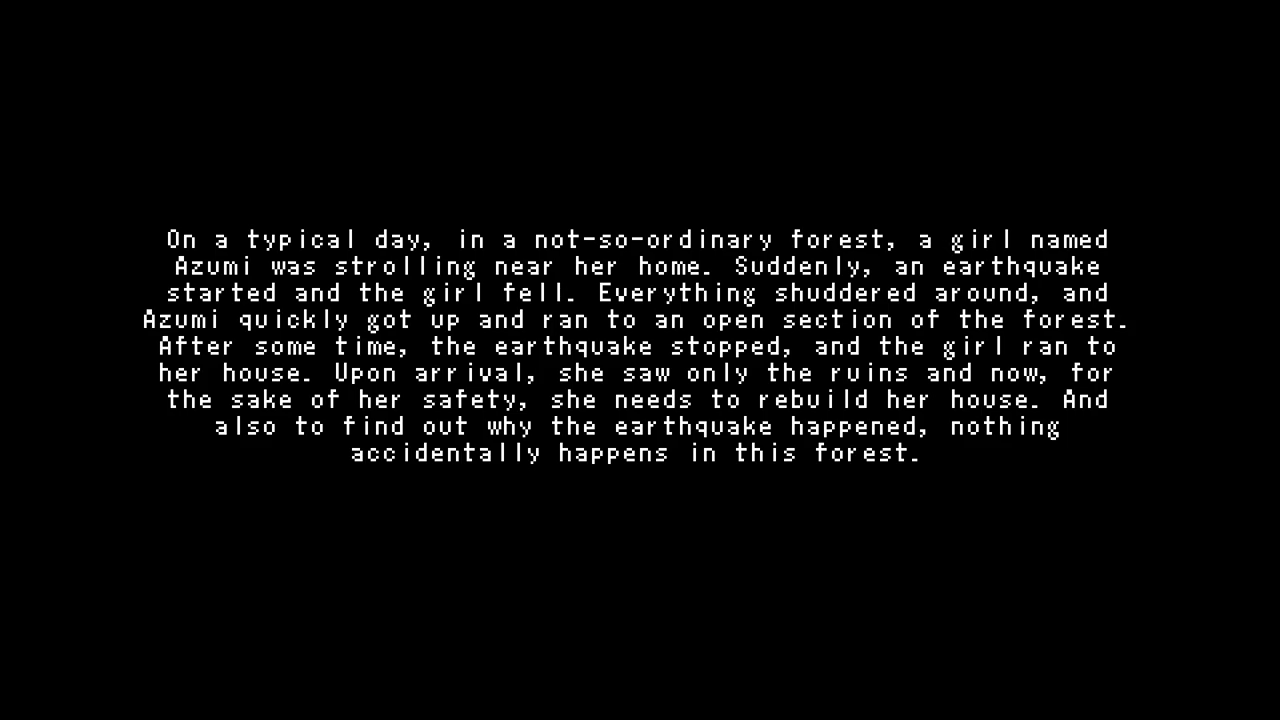 On a typical day, in a not-so-ordinary forest, a girl named
Azumi was strolling near her home. Suddenly, an earthquake
started and the girl fell. Everything shuddered around, and
Azumi quickly got up and ran to an open section of the forest.
After some time, the earthquake stopped, and the girl ran to
her house. Upon arrival, she saw only the ruins and now, for
the sake of her safety, she needs to rebuild her house. And
also to find out why the earthquake happened, nothing
accidentally happens in this forest.